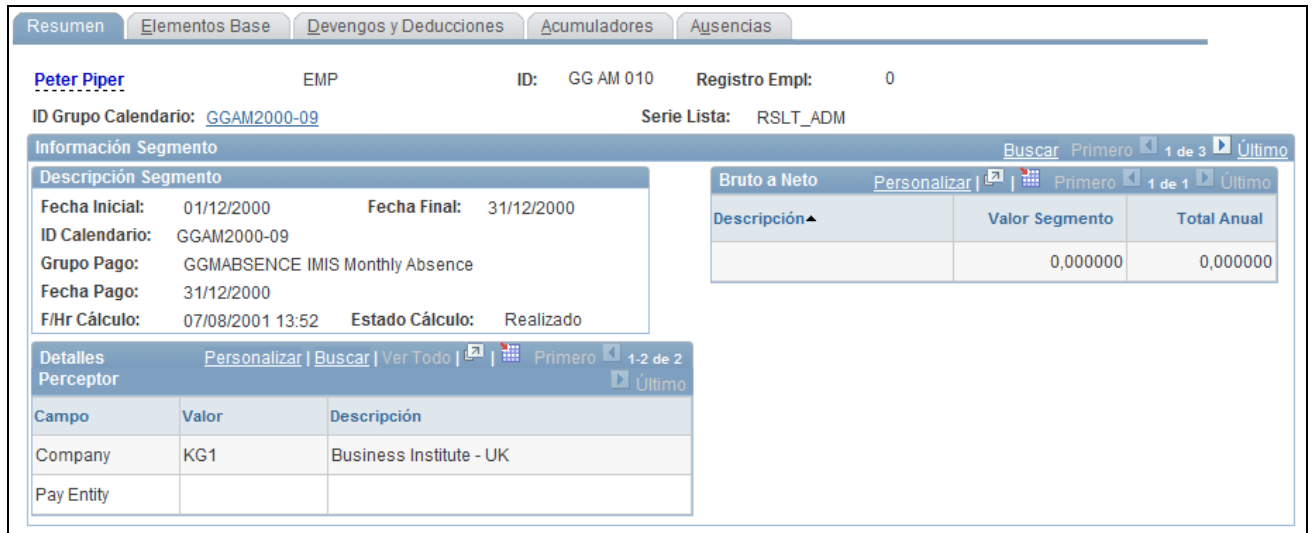 Resumen Elementos Base Devengos y Deducciones Acumuladores Ausencias
Peter Piper EMP ID: GG AM 010 Registro Empl: 0
ID Grupo Calendario: GGAM2000-09 Serie Lista: RSLT_ADM
Información Segmento Buscar Primero 1 de 3 Último
Descripción Segmento
Fecha Inicial: 01/12/2000 Fecha Final: 31/12/2000
ID Calendario: GGAM2000-09
Grupo Pago: GGMABSENCE IMIS Monthly Absence
Fecha Pago: 31/12/2000
F/Hr Cálculo: 07/08/2001 13:52 Estado Cálculo: Realizado
Bruto a Neto Personalizar | | Primero 1 de 1 Último
Descripción Valor Segmento Total Anual
0,000000 0,000000
Detalles Perceptor Personalizar | Buscar | Ver Todo | | Primero 1-2 de 2
Último
Campo Valor Descripción
Company KG1 Business Institute - UK
Pay Entity